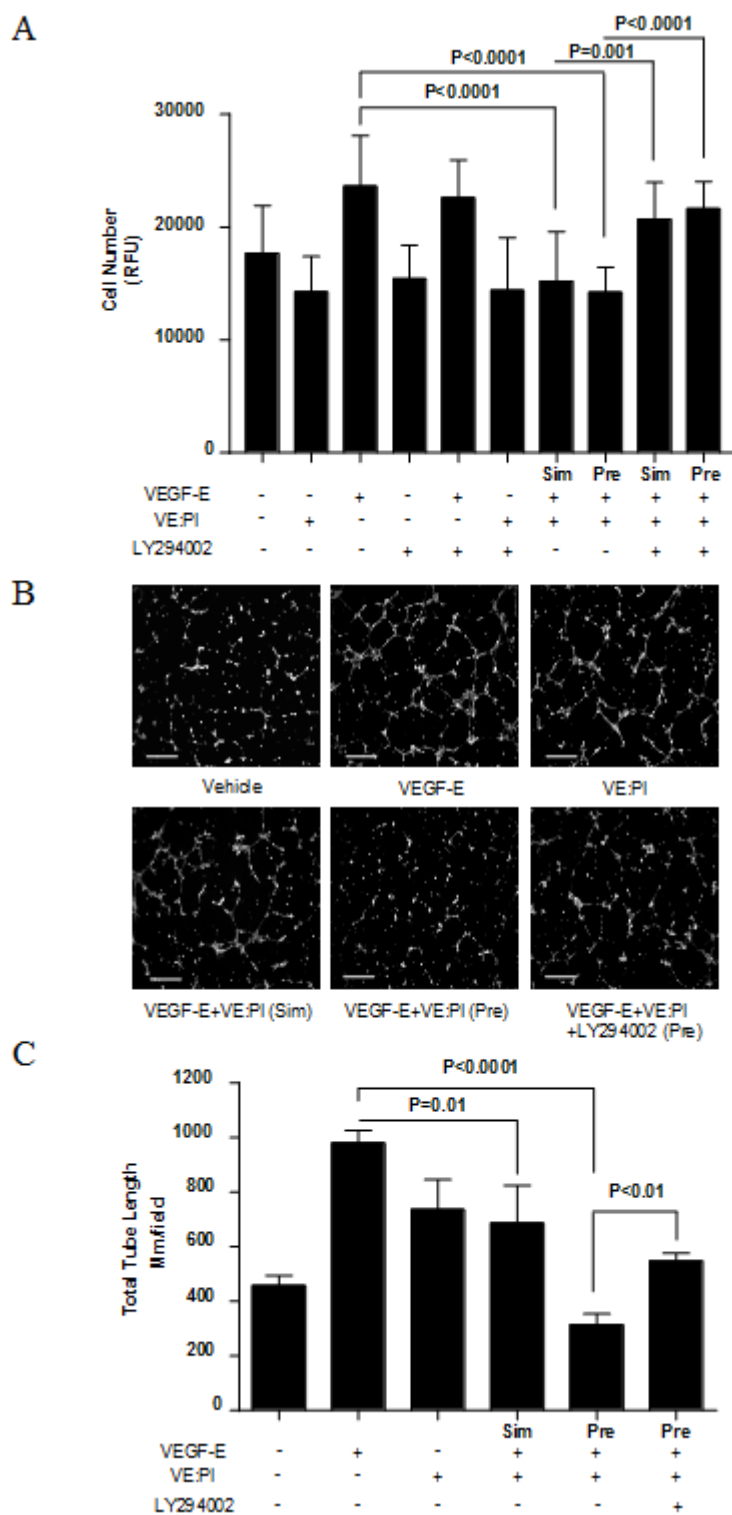 A
P<0.0001
P<0.0001 P=0.001
P<0.0001
30000
20000
10000
0
Cell Number
(RFU)
Sim Pre Sim Pre
VEGF-E - - + - + - + + + +
VE:PI - + - - - + + + + +
LY294002 - - - + + + - - + +
B
Vehicle VEGF-E VE:PI
VEGF-E+VE:PI (Sim) VEGF-E+VE:PI (Pre) VEGF-E+VE:PI
+LY294002 (Pre)
C
P<0.0001
P=0.01
P<0.01
1200
1000
800
600
400
200
0
Total Tube Length
Mm/field
Sim Pre Pre
VEGF-E - + - + + +
VE:PI - - + + + +
LY294002 - - - - - +